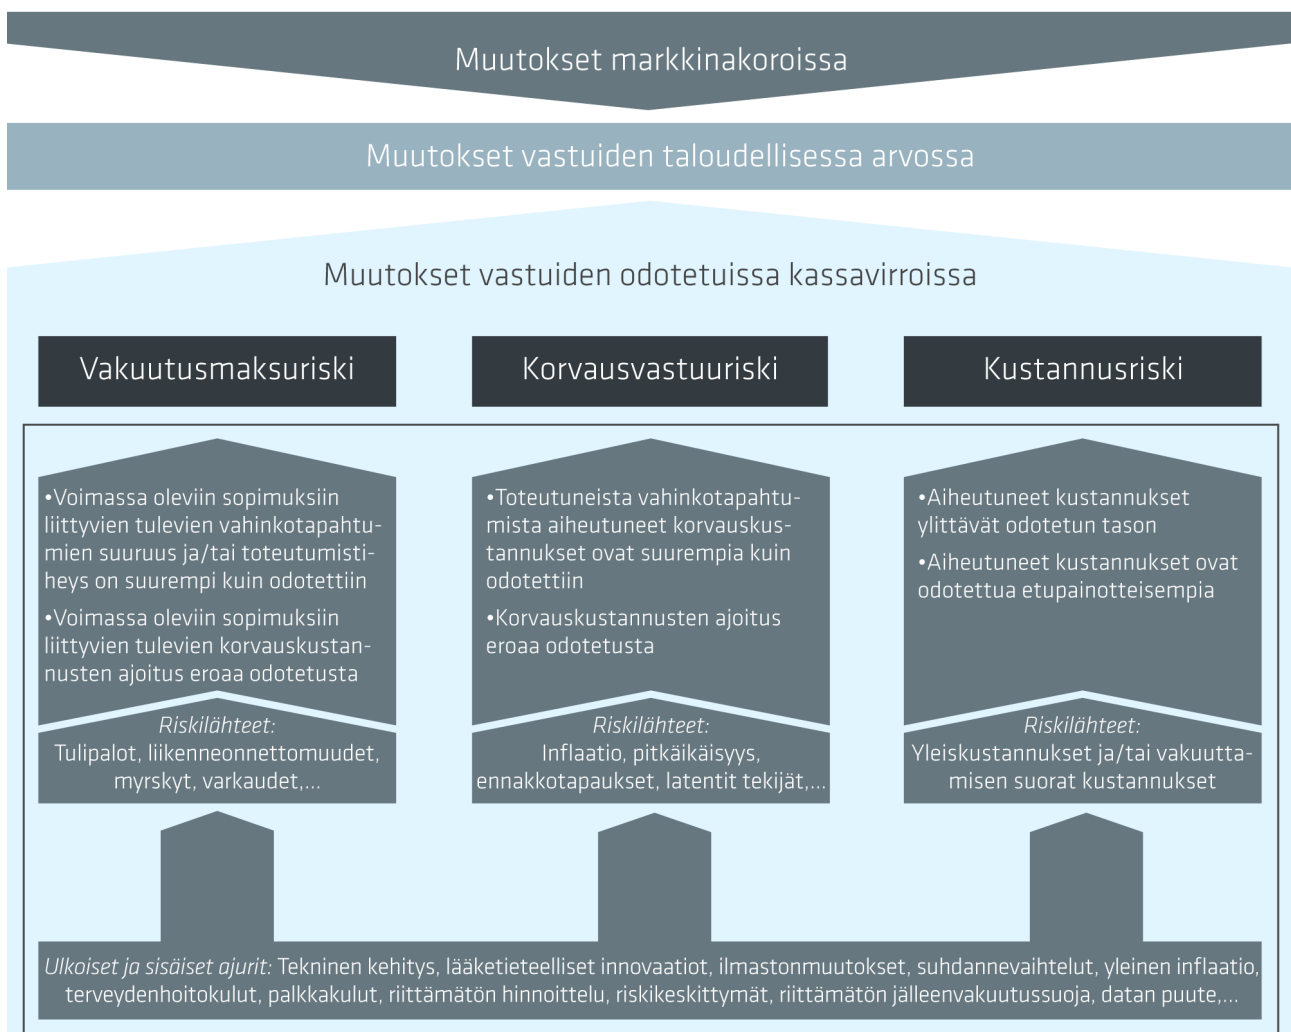 Muutokset markkinakoroissa
Muutokset vastuiden taloudellisessa arvossa
Muutokset vastuiden odotetuissa kassavirroissa
Vakuutusmaksuriski
•Voimassa oleviin sopimuksiin
liittyvien tulevien vahinkotapahtu-
mien suuruus ja/tai toteutumisti-
heys on suurempi kuin odotettiin
•Voimassa oleviin sopimuksiin
liittyvien tulevien korvauskustan-
nusten ajoitus eroaa odotetusta
Riskilähteet:
Tulipalot, liikenneonnettomuudet,
myrskyt, varkaudet,...
Korvausvastuuriski
•Toteutuneista vahinkotapahtu-
mista aiheutuneet korvauskus-
tannukset ovat suurempia kuin
odotettiin
•Korvauskustannusten ajoitus
eroaa odotetusta
Riskilähteet:
Inflaatio, pitkäikäisyys,
ennakkotapaukset, latentit tekijät,...
Kustannusriski
•Aiheutuneet kustannukset
ylittävät odotetun tason
•Aiheutuneet kustannukset ovat
odotettua etupainotteisempia
Riskilähteet:
Yleiskustannukset ja/tai vakuutta-
misen suorat kustannukset
Ulkoiset ja sisäiset ajurit: Tekninen kehitys, lääketieteelliset innovaatiot, ilmastonmuutokset, suhdannevaihtelut, yleinen inflaatio,
terveydenhoitokulut, palkkakulut, riittämätön hinnoittelu, riskikeskittymät, riittämätön jälleenvakuutussuoja, datan puute,...